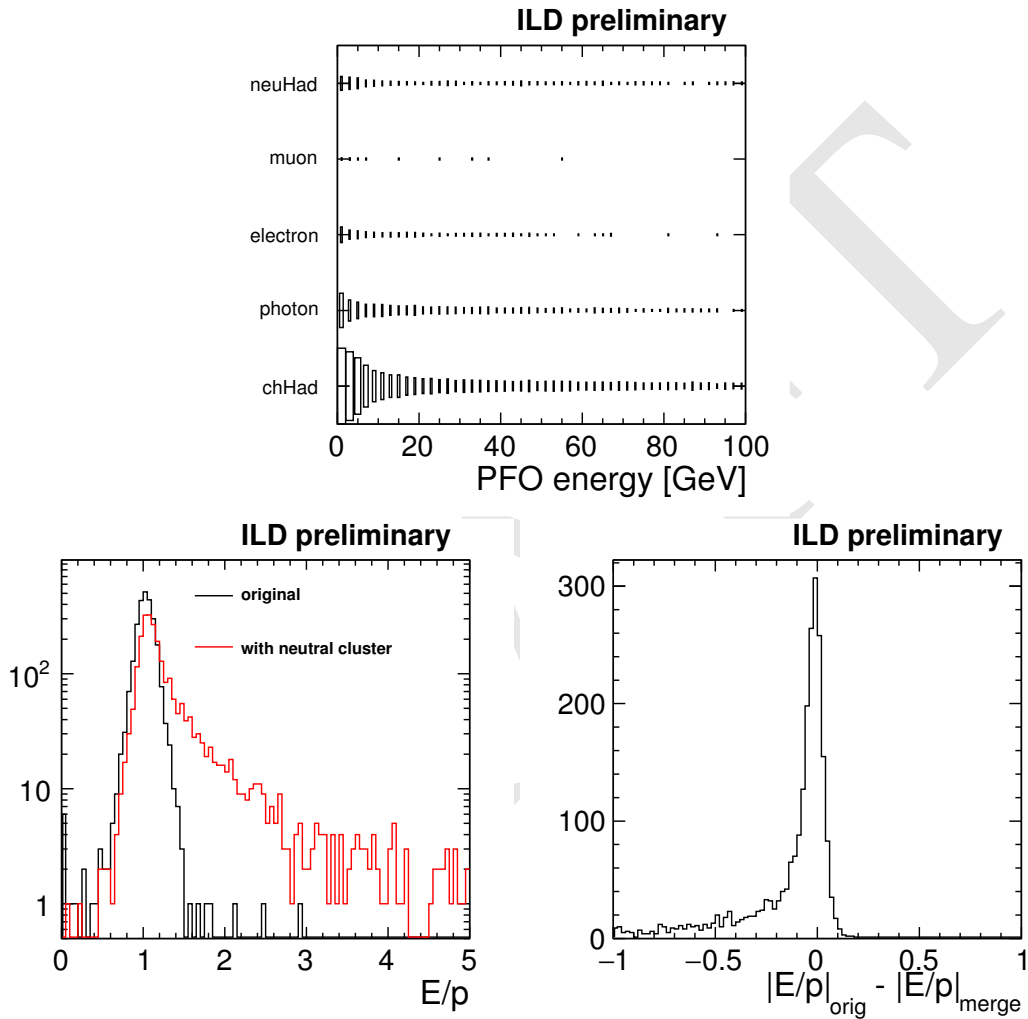 ILD preliminary
neuHad
muon
electron
photon
chHad
0 20 40 60 80 100
PFO energy [GeV]
ILD preliminary
original
with neutral cluster
10²
10
1
0 1 2 3 4 5
E/p
ILD preliminary
300
200
100
0
−1 −0.5 0 0.5 1
|E/p|orig - |E/p|merge